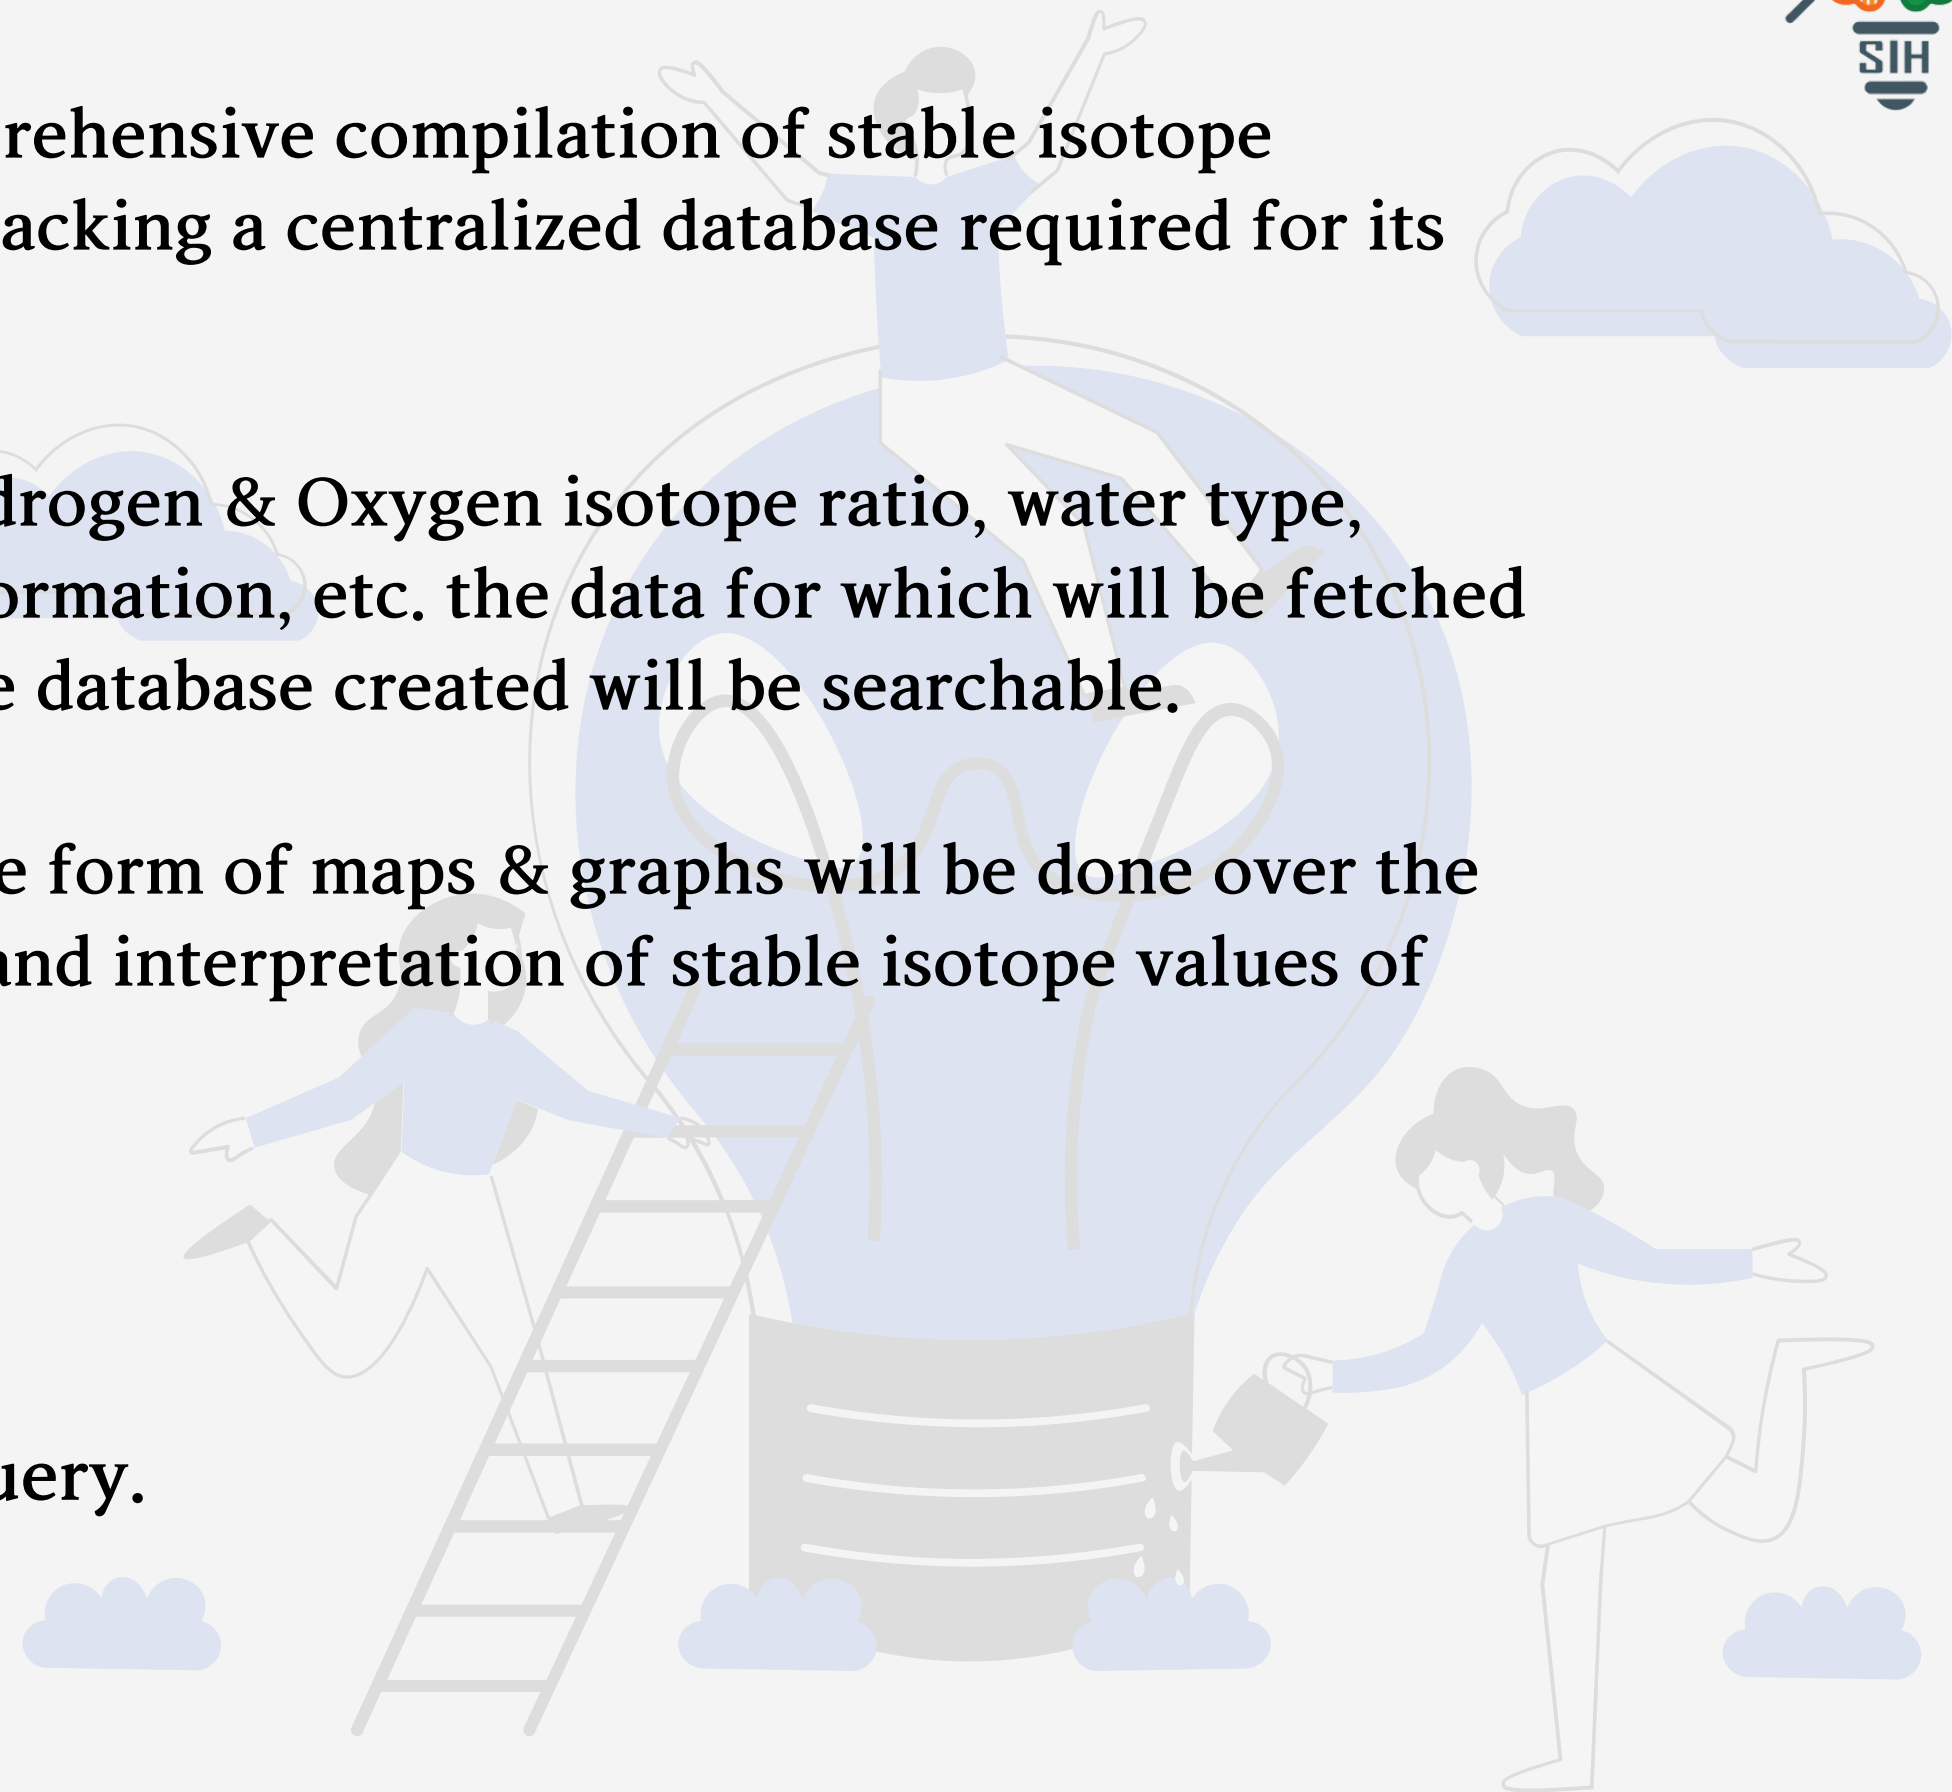 SIH
rehensive compilation of stable isotope
acking a centralized database required for its
drogen & Oxygen isotope ratio, water type,
ormation, etc. the data for which will be fetched
e database created will be searchable.
e form of maps & graphs will be done over the
and interpretation of stable isotope values of
uery.